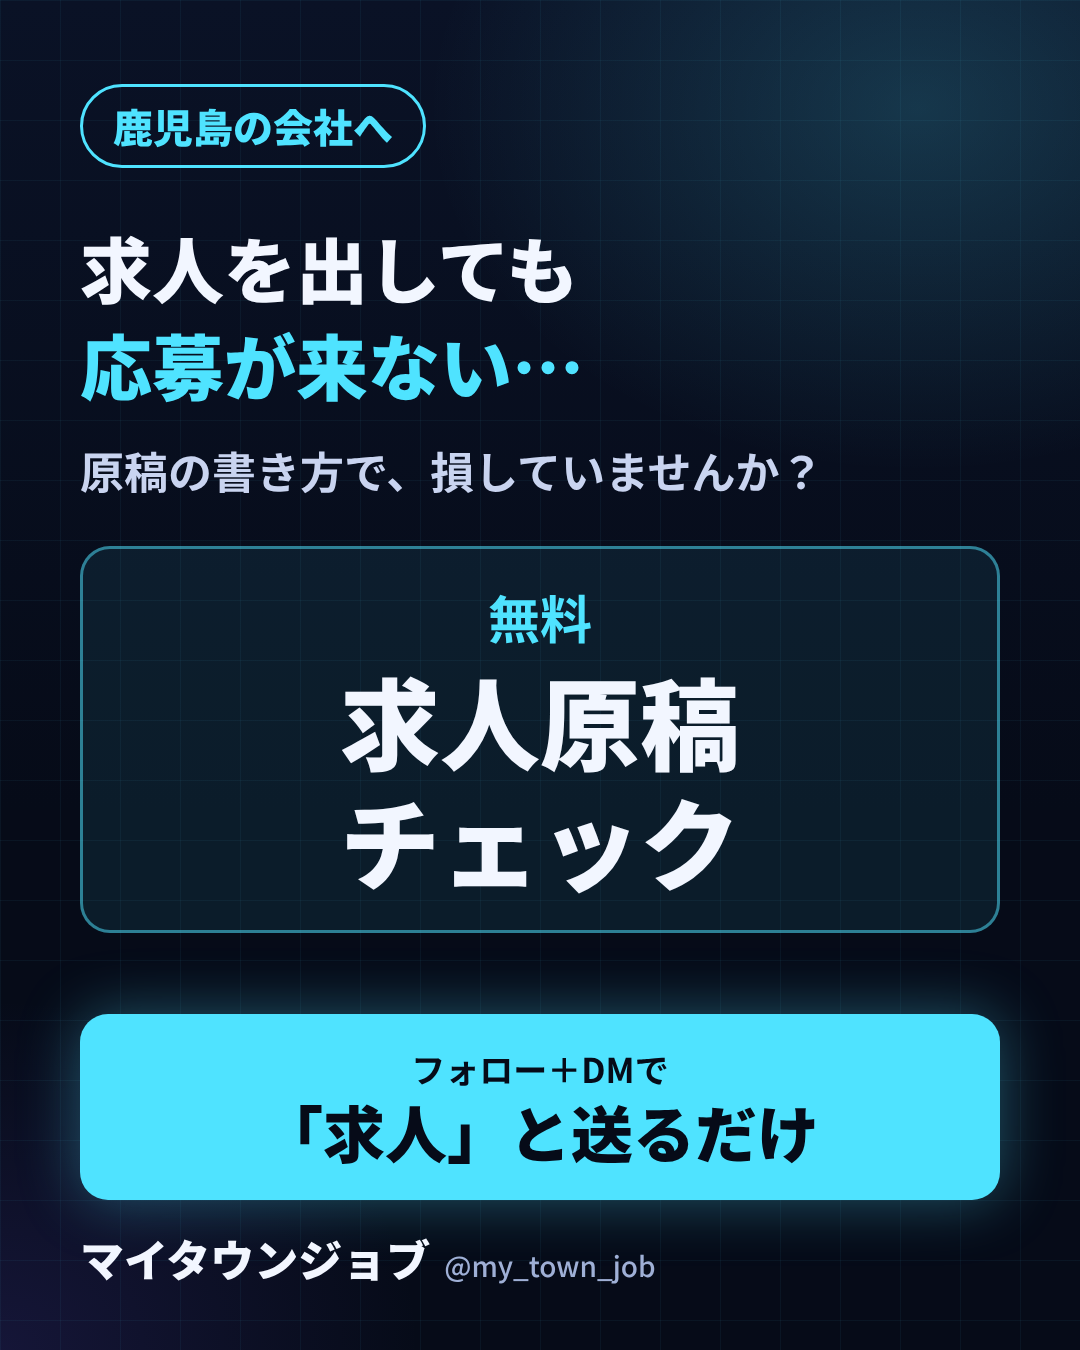 鹿児島の会社へ
求人を出しても
応募が来ない…
原稿の書き方で、損していませんか？
無料
求人原稿
チェック
フォロー＋DMで
「求人」と送るだけ
マイタウンジョブ @my_town_job